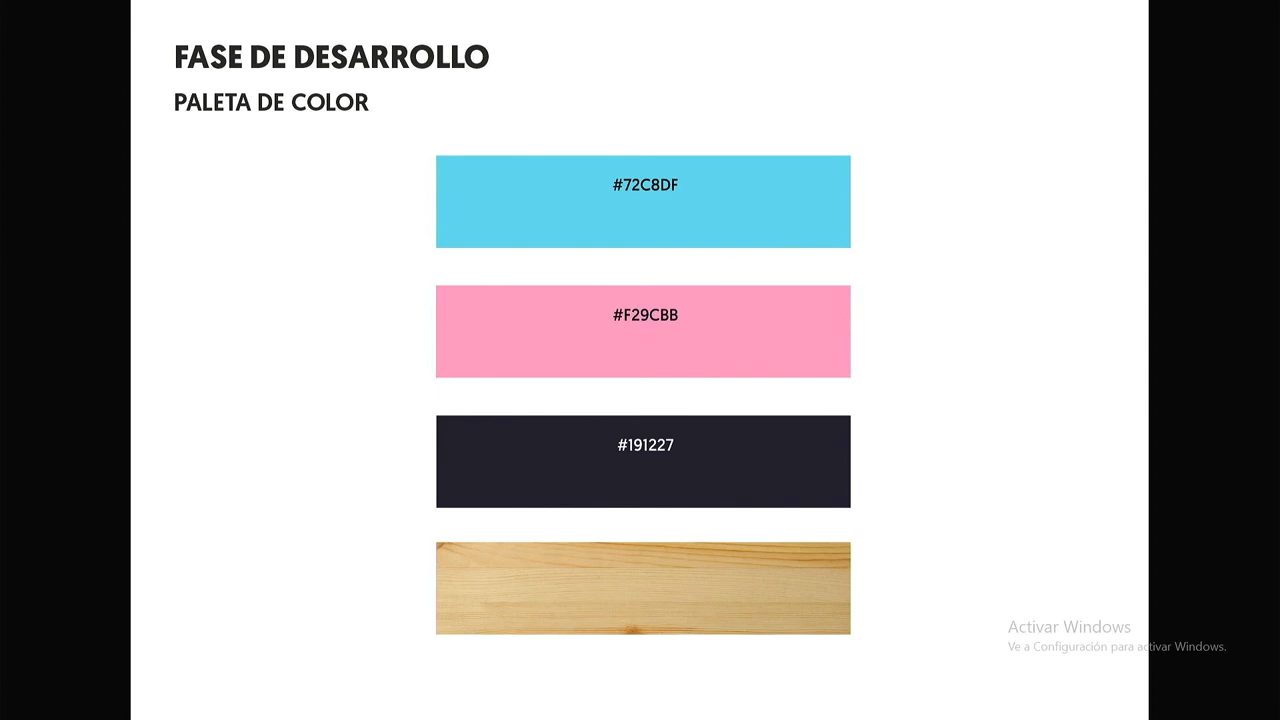 FASE DE DESARROLLO
PALETA DE COLOR
#72C8DF
#F29CBB
#191227
Activar Windows
Ve a Configuración para activar Windows.